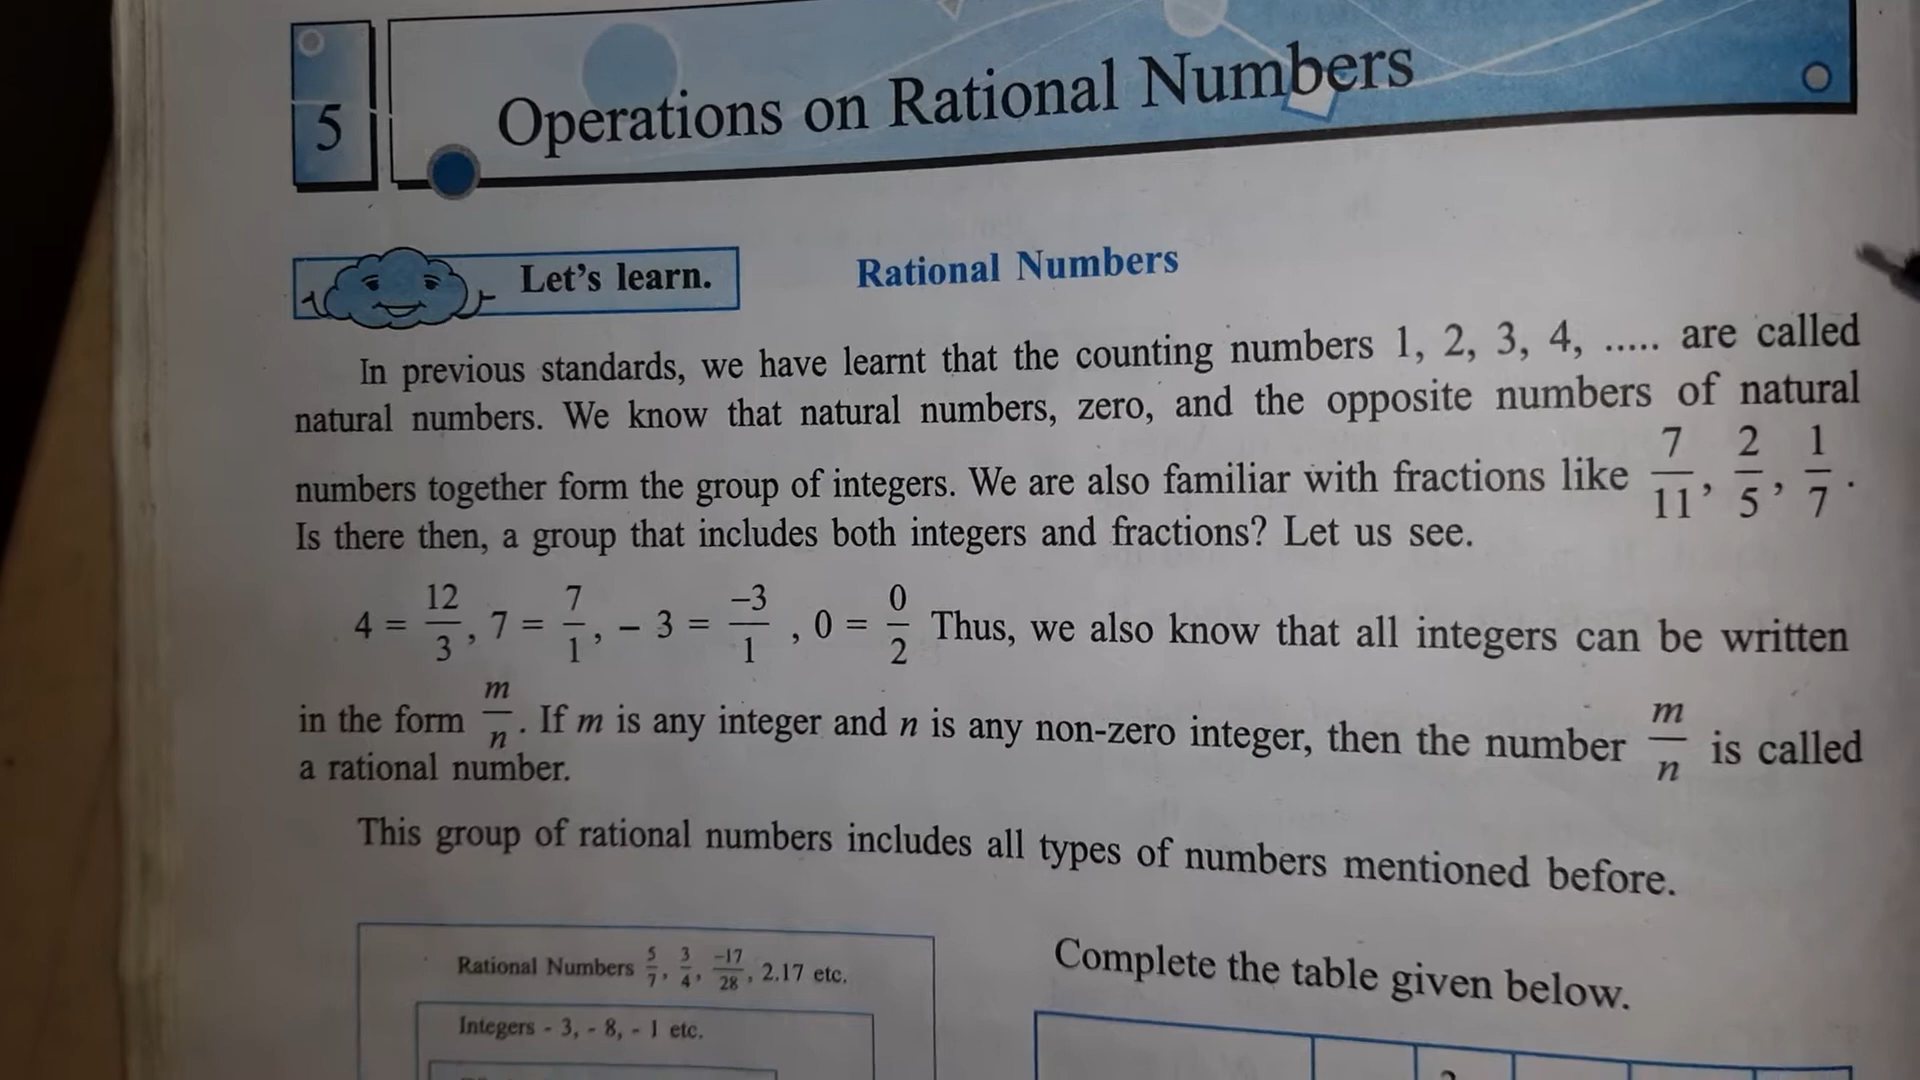 5
Operations on Rational Numbers
Let's learn.
Rational Numbers
In previous standards, we have learnt that the counting numbers 1, 2, 3, 4, ..... are called
natural numbers. We know that natural numbers, zero, and the opposite numbers of natural
numbers together form the group of integers. We are also familiar with fractions like 7/11, 2/5, 1/7.
Is there then, a group that includes both integers and fractions? Let us see.
4 = 12/3, 7 = 7/1, - 3 = -3/1, 0 = 0/2 Thus, we also know that all integers can be written
in the form m/n. If m is any integer and n is any non-zero integer, then the number m/n is called
a rational number.
This group of rational numbers includes all types of numbers mentioned before.
Rational Numbers 5/7, 3/4, -17/28, 2.17 etc.
Integers - 3, - 8, - 1 etc.
Complete the table given below.